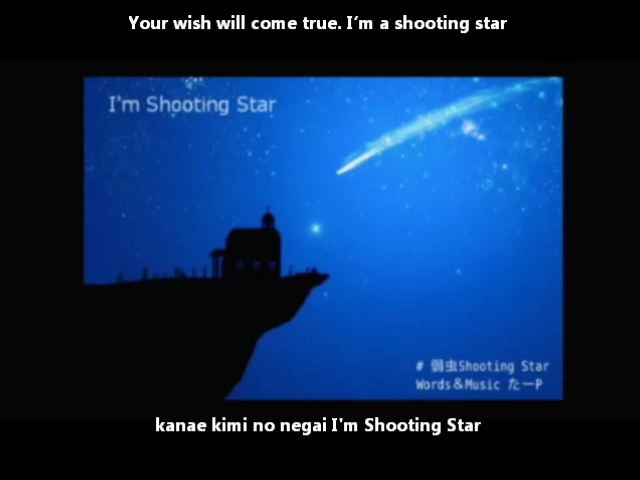 Your wish will come true. I'm a shooting star
I'm Shooting Star
# 弱虫Shooting Star
Words&Music たーP
kanae kimi no negai I'm Shooting Star